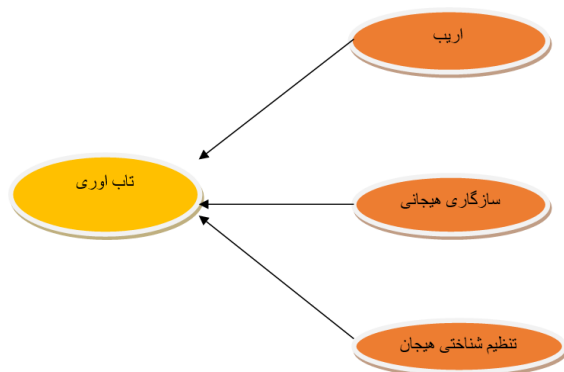 اریب
تاب اوری
سازگاری هیجانی
تنظیم شناختی هیجان